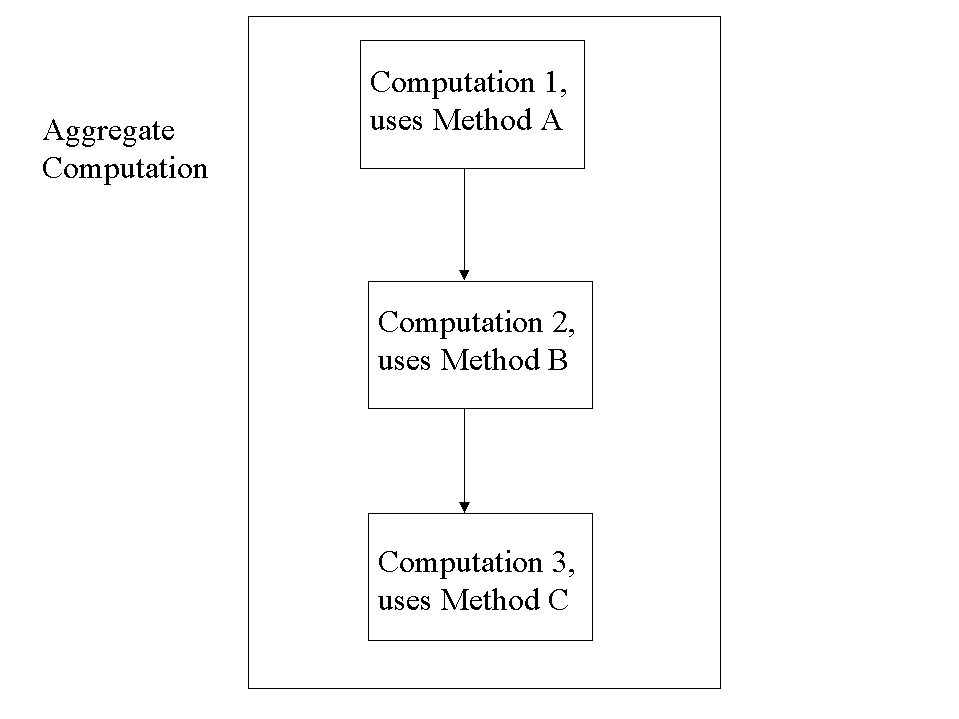 Aggregate
Computation
Computation 1,
uses Method A
Computation 2,
uses Method B
Computation 3,
uses Method C